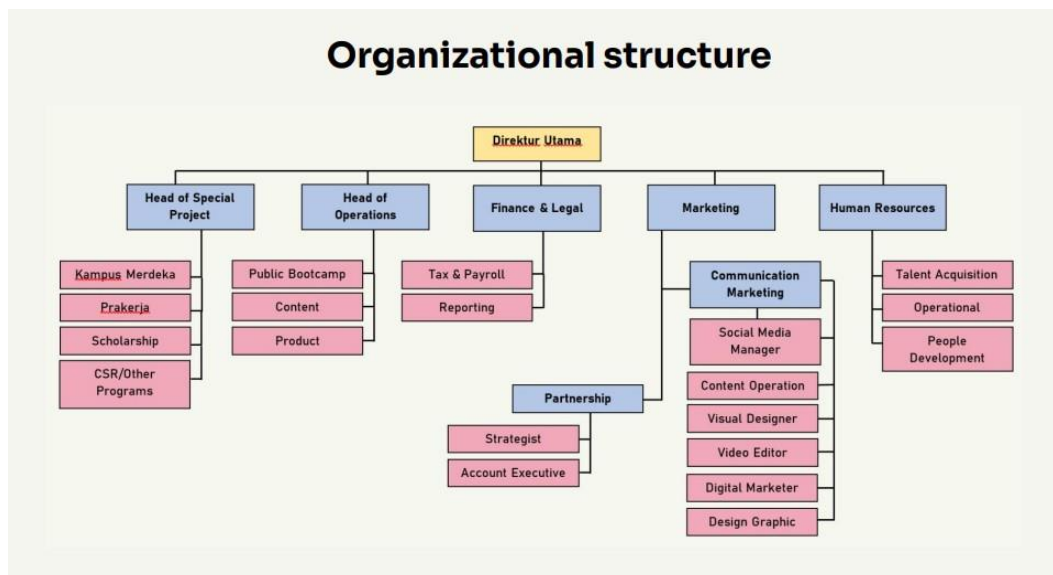 Organizational structure
Direktur Utama
Head of Special
Project
Head of
Operations
Finance & Legal
Marketing
Human Resources
Kampus Merdeka
Prakerja
Scholarship
CSR/Other
Programs
Public Bootcamp
Content
Product
Tax & Payroll
Reporting
Communication
Marketing
Social Media
Manager
Content Operation
Visual Designer
Video Editor
Digital Marketer
Design Graphic
Partnership
Strategist
Account Executive
Talent Acquisition
Operational
People
Development